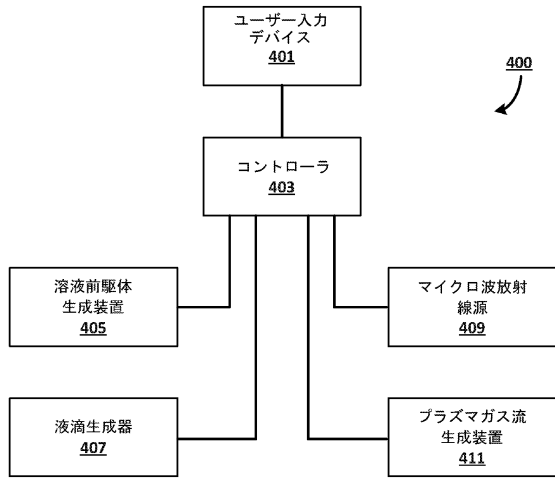 ユーザー入力
デバイス
401
400
コントローラ
403
溶液前駆体
生成装置
405
マイクロ波放射
線源
409
液滴生成器
407
プラズマガス流
生成装置
411